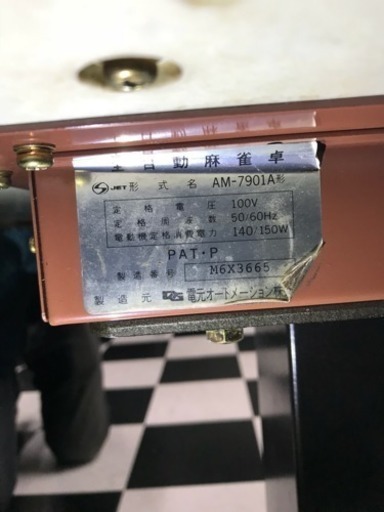 全自動麻雀卓
JET 形式名 AM-7901A形
定格電圧 100V
定格周波数 50/60Hz
電動機定格消費電力 140/150W
PAT・P
製造番号 M6X3665
製造元 電元オートメーション株